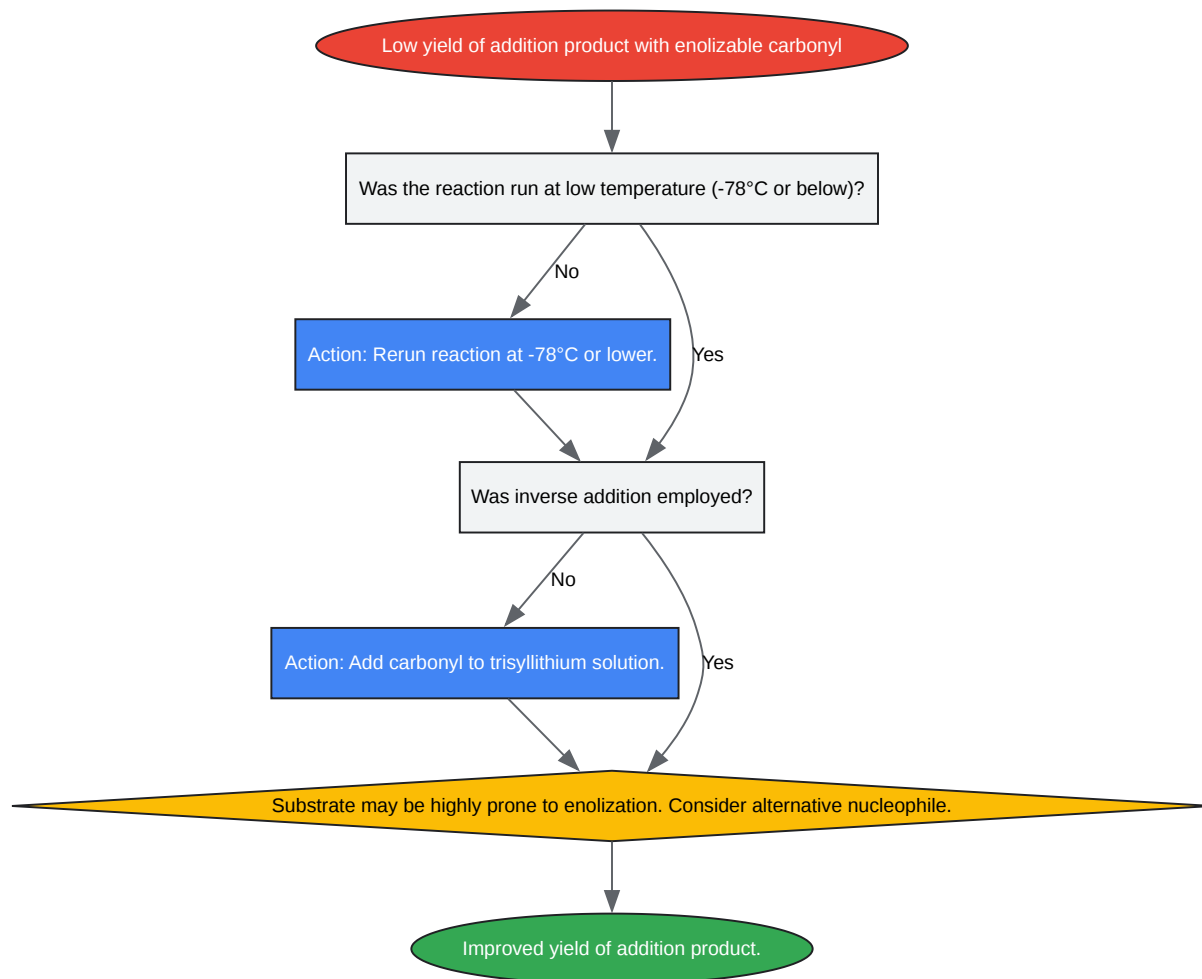 Low yield of addition product with enolizable carbonyl
Was the reaction run at low temperature (-78°C or below)?
No
Action: Rerun reaction at -78°C or lower.
Yes
Was inverse addition employed?
No
Action: Add carbonyl to trisyllithium solution.
Yes
Substrate may be highly prone to enolization. Consider alternative nucleophile.
Improved yield of addition product.